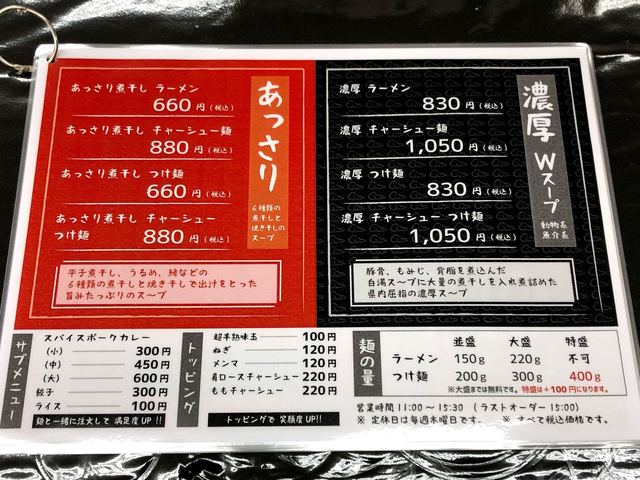 あっさり
6種類の
煮干しと
焼き干しの
スープ
あっさり煮干し ラーメン
660円(税込)
あっさり煮干し チャーシュー麺
880円(税込)
あっさり煮干し つけ麺
660円(税込)
あっさり煮干し チャーシュー
つけ麺 880円(税込)
平子煮干し、うるめ、鯵などの
6種類の煮干しと焼き干しで出汁をとった
旨みたっぷりのスープ
濃厚 Wスープ
動物系
魚介系
濃厚 ラーメン
830円(税込)
濃厚 チャーシュー麺
1,050円(税込)
濃厚 つけ麺
830円(税込)
濃厚 チャーシュー つけ麺
1,050円(税込)
豚骨、もみじ、背脂を煮込んだ
白湯スープに大量の煮干しを入れ煮詰めた
県内屈指の濃厚スープ
サブメニュー
スパイスポークカレー
(小) 300円
(中) 450円
(大) 600円
餃子 300円
ライス 100円
麺と一緒に注文して 満足度UP!!
トッピング
超半熟味玉 100円
ねぎ 120円
メンマ 120円
肩ロースチャーシュー 220円
ももチャーシュー 220円
トッピングで 笑顔度UP!!
麺の量
並盛 大盛 特盛
ラーメン 150g 220g 不可
つけ麺 200g 300g 400g
※大盛までは無料です。特盛は+100円になります。
営業時間 11:00~15:30 (ラストオーダー 15:00)
※ 定休日は毎週木曜日です。 ※ すべて税込価格です。